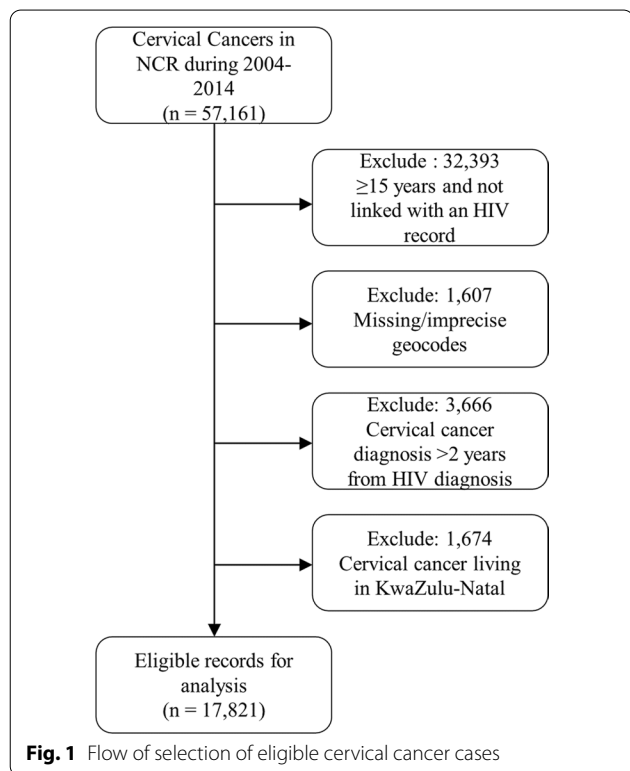 Cervical Cancers in
NCR during 2004-
2014
(n = 57,161)
Exclude : 32,393
≥15 years and not
linked with an HIV
record
Exclude: 1,607
Missing/imprecise
geocodes
Exclude: 3,666
Cervical cancer
diagnosis >2 years
from HIV diagnosis
Exclude: 1,674
Cervical cancer living
in KwaZulu-Natal
Eligible records for
analysis
(n = 17,821)
Fig. 1 Flow of selection of eligible cervical cancer cases